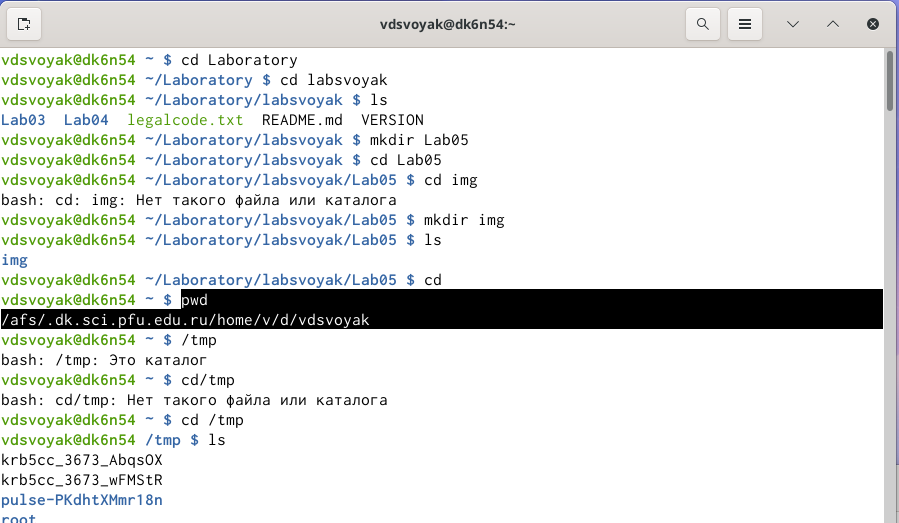 vdsvoyak@dk6n54:~
vdsvoyak@dk6n54 ~ $ cd Laboratory
vdsvoyak@dk6n54 ~/Laboratory $ cd labsvoyak
vdsvoyak@dk6n54 ~/Laboratory/labsvoyak $ ls
Lab03  Lab04  legalcode.txt  README.md  VERSION
vdsvoyak@dk6n54 ~/Laboratory/labsvoyak $ mkdir Lab05
vdsvoyak@dk6n54 ~/Laboratory/labsvoyak $ cd Lab05
vdsvoyak@dk6n54 ~/Laboratory/labsvoyak/Lab05 $ cd img
bash: cd: img: Нет такого файла или каталога
vdsvoyak@dk6n54 ~/Laboratory/labsvoyak/Lab05 $ mkdir img
vdsvoyak@dk6n54 ~/Laboratory/labsvoyak/Lab05 $ ls
img
vdsvoyak@dk6n54 ~/Laboratory/labsvoyak/Lab05 $ cd
vdsvoyak@dk6n54 ~ $ pwd
/afs/.dk.sci.pfu.edu.ru/home/v/d/vdsvoyak
vdsvoyak@dk6n54 ~ $ /tmp
bash: /tmp: Это каталог
vdsvoyak@dk6n54 ~ $ cd/tmp
bash: cd/tmp: Нет такого файла или каталога
vdsvoyak@dk6n54 ~ $ cd /tmp
vdsvoyak@dk6n54 /tmp $ ls
krb5cc_3673_AbqsOX
krb5cc_3673_wFMStR
pulse-PKdhtXMmr18n
root